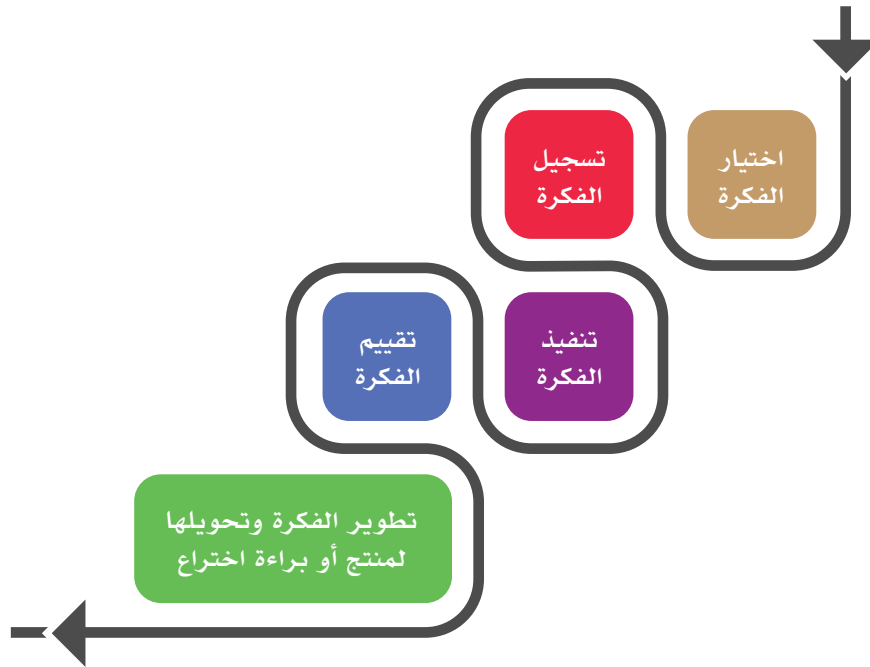 اختيار
الفكرة
تسجيل
الفكرة
تنفيذ
الفكرة
تقييم
الفكرة
تطوير الفكرة وتحويلها
لمنتج أو براءة اختراع